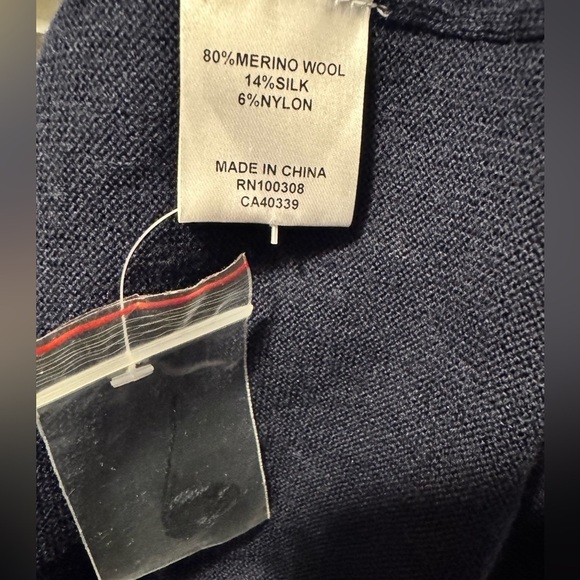 80%MERINO WOOL
14%SILK
6%NYLON
MADE IN CHINA
RN100308
CA40339